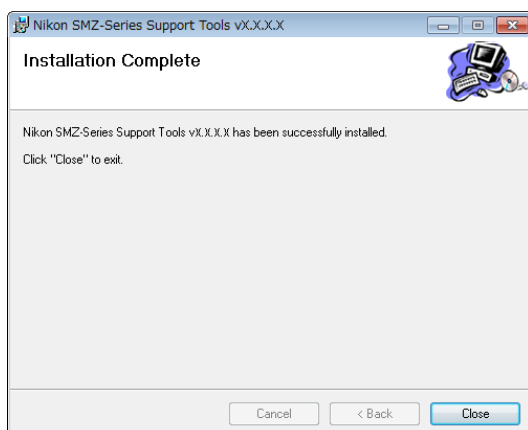 Nikon SMZ-Series Support Tools vX.X.X.X
Installation Complete
Nikon SMZ-Series Support Tools vX.X.X.X has been successfully installed.
Click "Close" to exit.
Cancel
< Back
Close